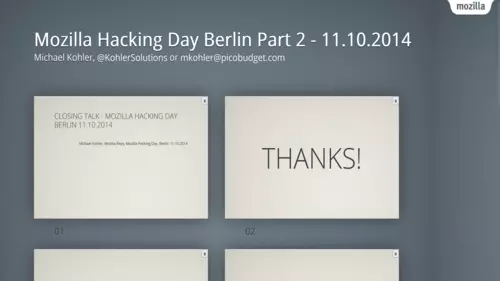 mozilla
Mozilla Hacking Day Berlin Part 2 - 11.10.2014
Michael Kohler, @KohlerSolutions or mkohler@picobudget.com
CLOSING TALK - MOZILLA HACKING DAY
BERLIN 11.10.2014
Michael Kohler, Mozilla Reps, Mozilla Hacking Day, Berlin 11.10.2014
THANKS!
01
02